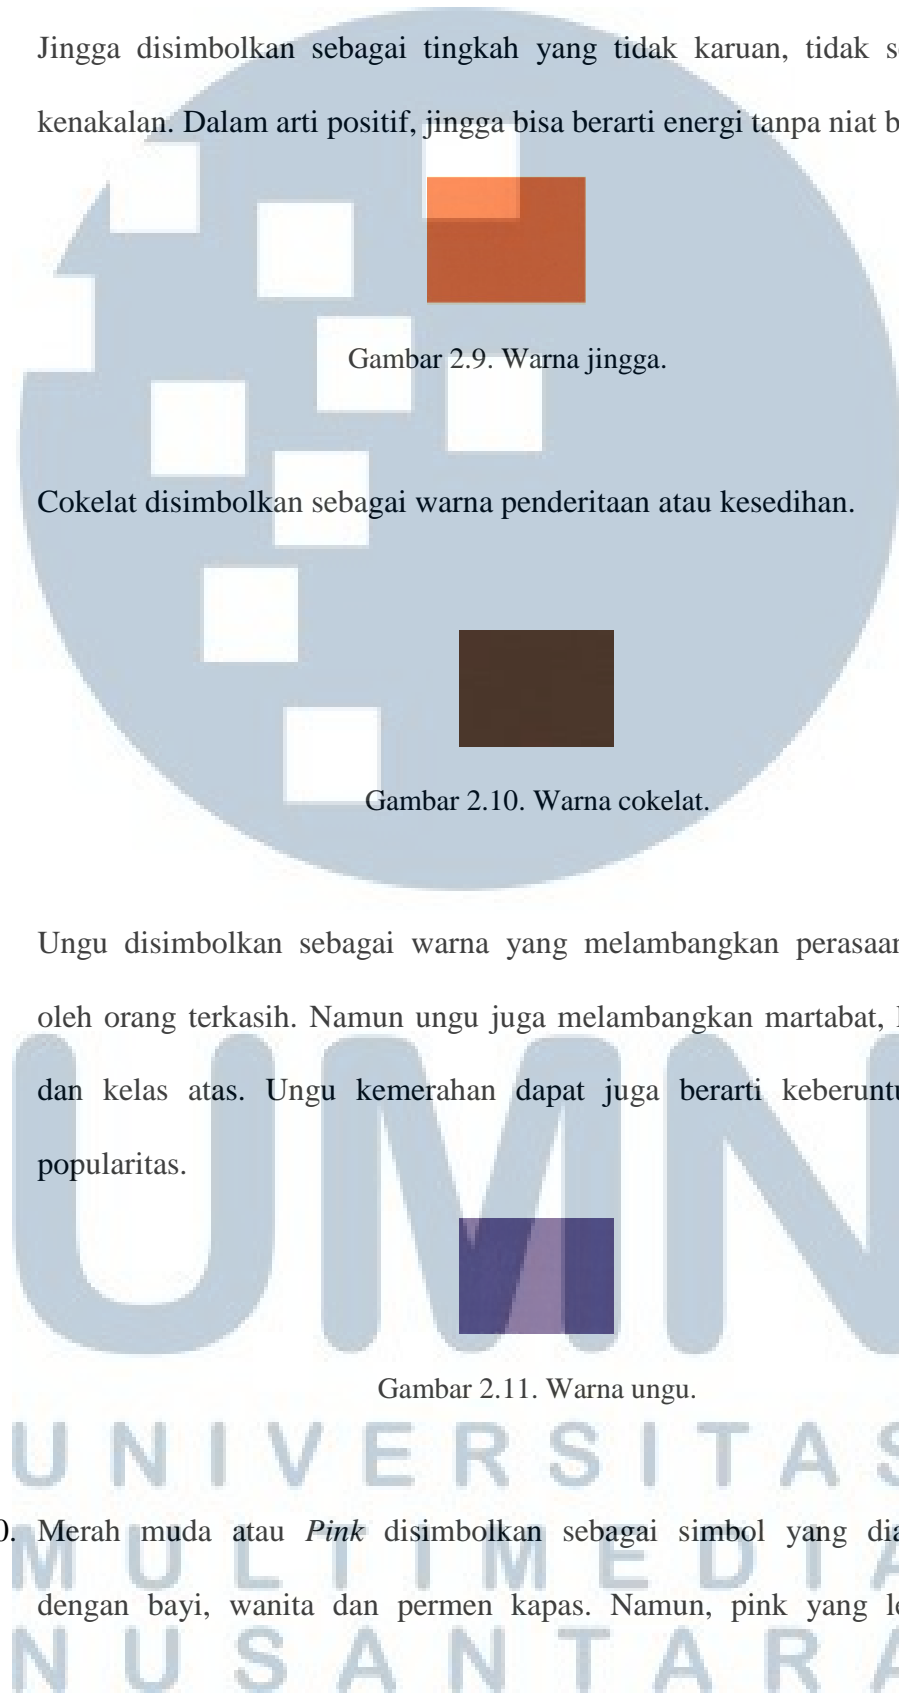 Jingga disimbolkan sebagai tingkah yang tidak karuan, tidak
kenakalan. Dalam arti positif, jingga bisa berarti energi tanpa niat
Gambar 2.9. Warna jingga.
Cokelat disimbolkan sebagai warna penderitaan atau kesedihan.
Gambar 2.10. Warna cokelat.
Ungu disimbolkan sebagai warna yang melambangkan perasaan
oleh orang terkasih. Namun ungu juga melambangkan martabat,
dan kelas atas. Ungu kemerahan dapat juga berarti
popularitas.
UMN
Gambar 2.11. Warna ungu.
UNIVERSITAS
0. Merah muda atau Pink disimbolkan sebagai simbol yang
MULTIMEDIA
dengan bayi, wanita dan permen kapas. Namun, pink yang
NUSANTARA